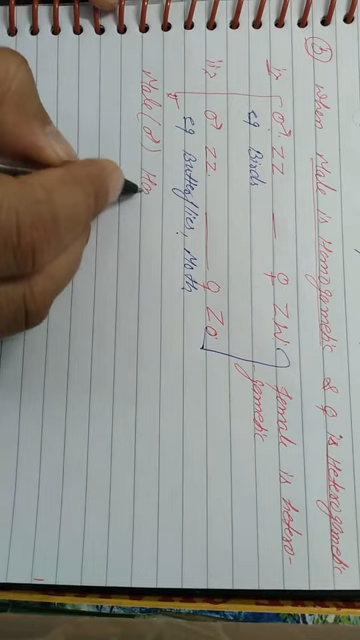 ③ When Male is Homogametic & ♀ is Heterogametic
i> ♂ ZZ — ♀ ZW female is hetero-
eg Birds gametic
ii> ♂ ZZ. — ♀ ZO
eg Butterflies, Moth
Male (♂) Ho